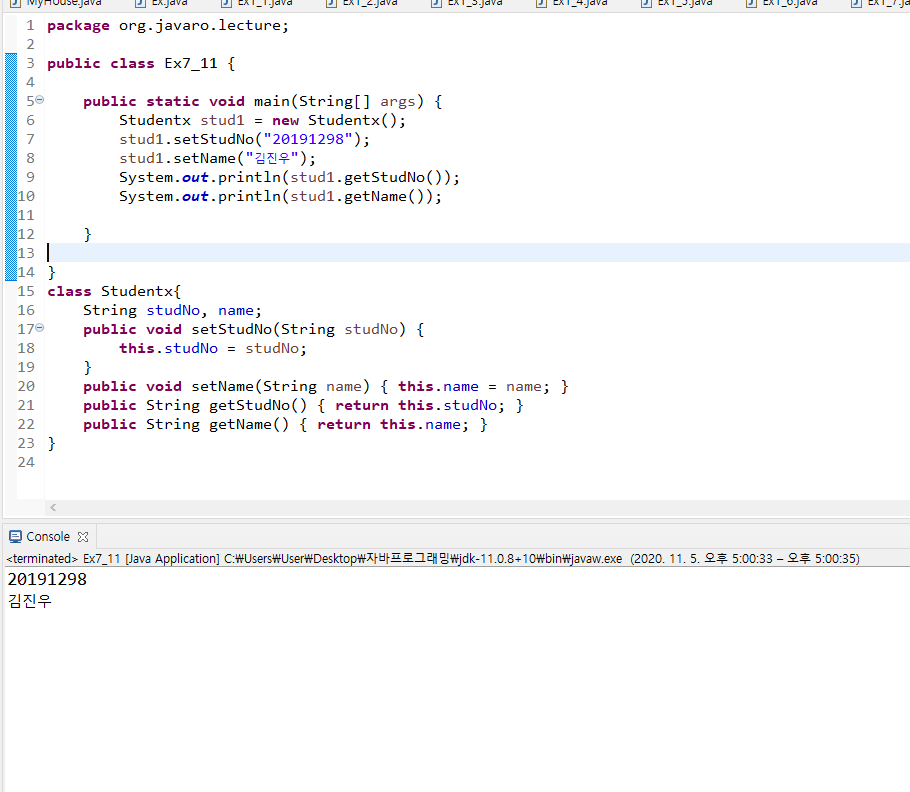 MyHouse.java Ex.java Ex1_1.java Ex1_2.java Ex1_3.java Ex1_4.java Ex1_5.java Ex1_6.java Ex1_7.ja
1 package org.javaro.lecture;
2
3 public class Ex7_11 {
4
5 public static void main(String[] args) {
6 Studentx stud1 = new Studentx();
7 stud1.setStudNo("20191298");
8 stud1.setName("김진우");
9 System.out.println(stud1.getStudNo());
10 System.out.println(stud1.getName());
11
12 }
13
14 }
15 class Studentx{
16 String studNo, name;
17 public void setStudNo(String studNo) {
18 this.studNo = studNo;
19 }
20 public void setName(String name) { this.name = name; }
21 public String getStudNo() { return this.studNo; }
22 public String getName() { return this.name; }
23 }
24
Console
<terminated> Ex7_11 [Java Application] C:₩Users₩User₩Desktop₩자바프로그래밍₩jdk-11.0.8+10₩bin₩javaw.exe (2020. 11. 5. 오후 5:00:33 – 오후 5:00:35)
20191298
김진우